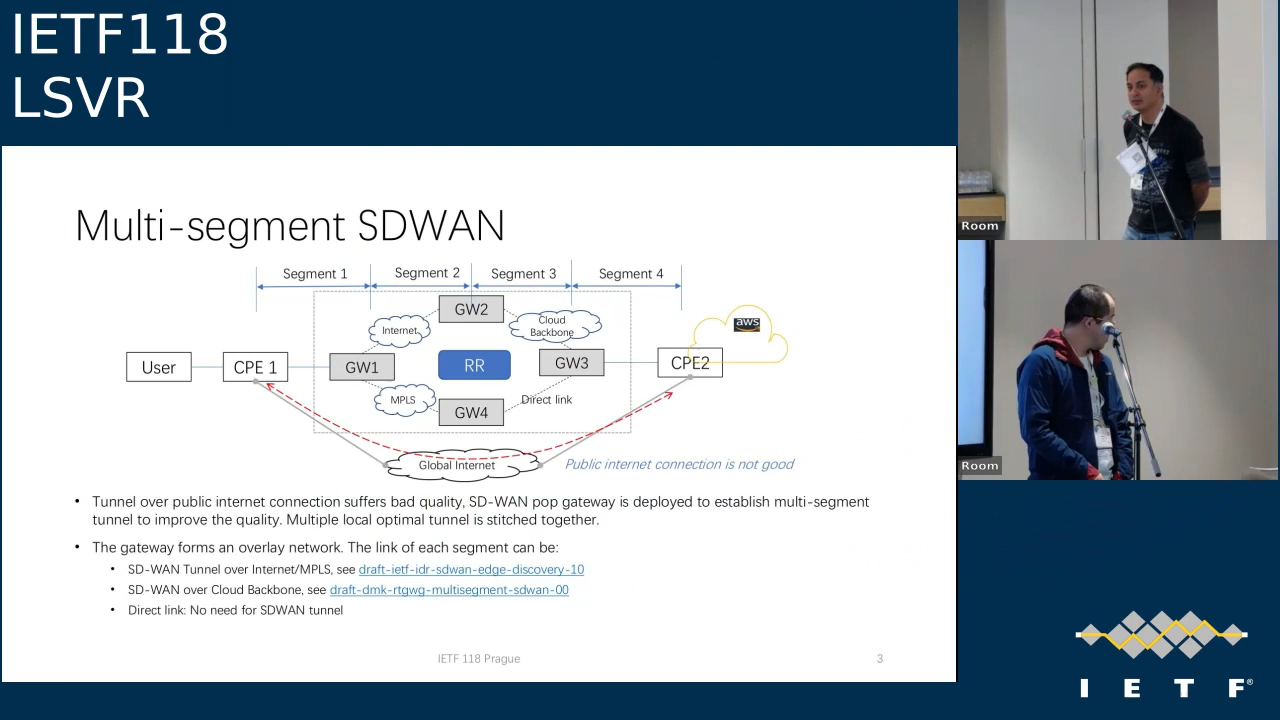 IETF118
LSVR
Multi-segment SDWAN
Segment 1
Segment 2
Segment 3
Segment 4
GW2
Internet
Cloud
Backbone
aws
User
CPE 1
GW1
RR
GW3
CPE2
MPLS
Direct link
GW4
Global Internet
Public internet connection is not good
• Tunnel over public internet connection suffers bad quality, SD-WAN pop gateway is deployed to establish multi-segment
tunnel to improve the quality. Multiple local optimal tunnel is stitched together.
• The gateway forms an overlay network. The link of each segment can be:
• SD-WAN Tunnel over Internet/MPLS, see draft-ietf-idr-sdwan-edge-discovery-10
• SD-WAN over Cloud Backbone, see draft-dmk-rtgwg-multisegment-sdwan-00
• Direct link: No need for SDWAN tunnel
IETF 118 Prague
3
Room
Room
I E T F®